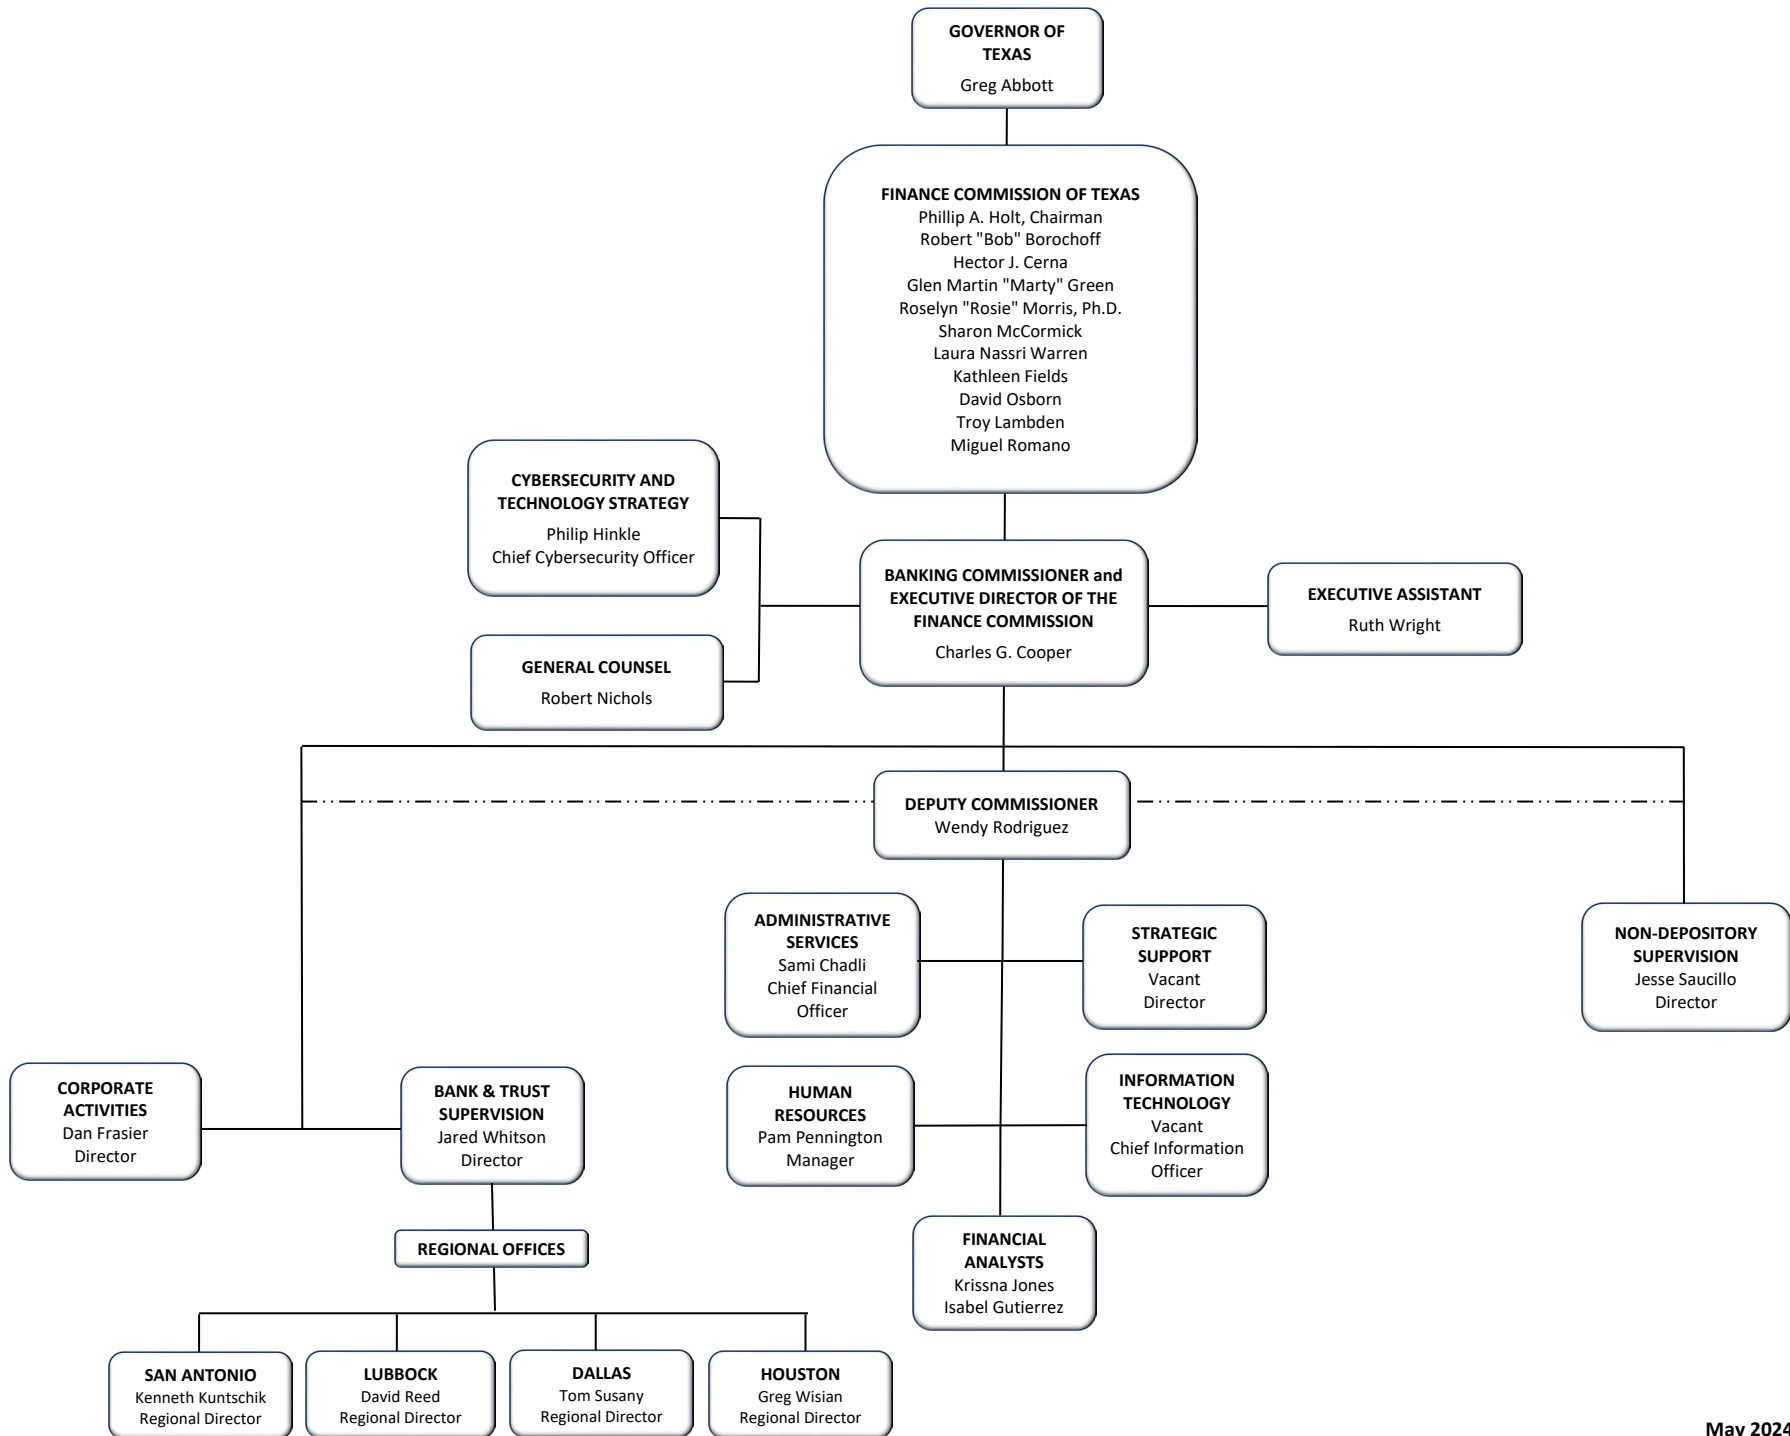 GOVERNOR OF
TEXAS
Greg Abbott
FINANCE COMMISSION OF TEXAS
Phillip A. Holt, Chairman
Robert "Bob" Borochoff
Hector J. Cerna
Glen Martin "Marty" Green
Roselyn "Rosie" Morris, Ph.D.
Sharon McCormick
Laura Nassri Warren
Kathleen Fields
David Osborn
Troy Lambden
Miguel Romano
CYBERSECURITY AND
TECHNOLOGY STRATEGY
Philip Hinkle
Chief Cybersecurity Officer
GENERAL COUNSEL
Robert Nichols
BANKING COMMISSIONER and
EXECUTIVE DIRECTOR OF THE
FINANCE COMMISSION
Charles G. Cooper
EXECUTIVE ASSISTANT
Ruth Wright
DEPUTY COMMISSIONER
Wendy Rodriguez
ADMINISTRATIVE
SERVICES
Sami Chadli
Chief Financial
Officer
STRATEGIC
SUPPORT
Vacant
Director
NON-DEPOSITORY
SUPERVISION
Jesse Saucillo
Director
CORPORATE
ACTIVITIES
Dan Frasier
Director
BANK & TRUST
SUPERVISION
Jared Whitson
Director
HUMAN
RESOURCES
Pam Pennington
Manager
INFORMATION
TECHNOLOGY
Vacant
Chief Information
Officer
REGIONAL OFFICES
FINANCIAL
ANALYSTS
Krissna Jones
Isabel Gutierrez
SAN ANTONIO
Kenneth Kuntschik
Regional Director
LUBBOCK
David Reed
Regional Director
DALLAS
Tom Susany
Regional Director
HOUSTON
Greg Wisian
Regional Director
May 2024